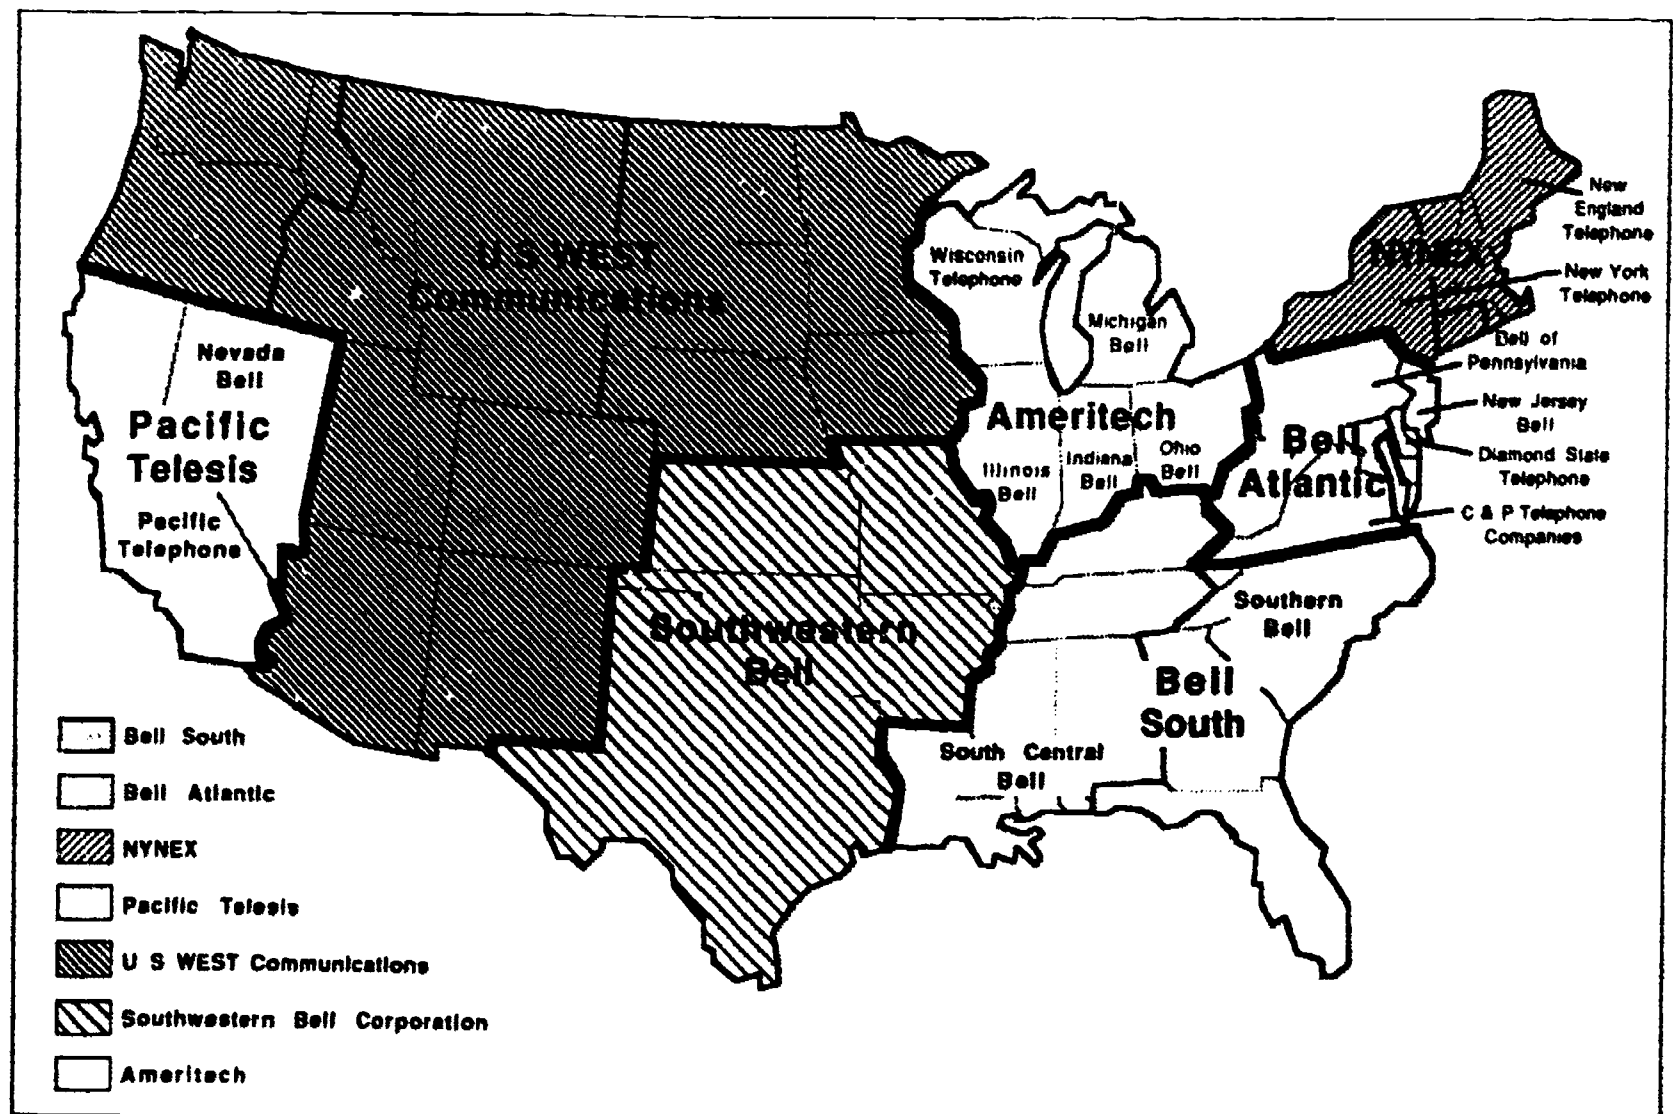 U S WEST
Communications
NYNEX
New
England
Telephone
New York
Telephone
Wisconsin
Telephone
Michigan
Bell
Nevada
Bell
Pacific
Telesis
Pacific
Telephone
Ameritech
Illinois
Bell
Indiana
Bell
Ohio
Bell
Bell of
Pennsylvania
New Jersey
Bell
Bell
Atlantic
Diamond State
Telephone
C & P Telephone
Companies
Southwestern
Bell
Southern
Bell
Bell
South
South Central
Bell
Bell South
Bell Atlantic
NYNEX
Pacific Telesis
U S WEST Communications
Southwestern Bell Corporation
Ameritech